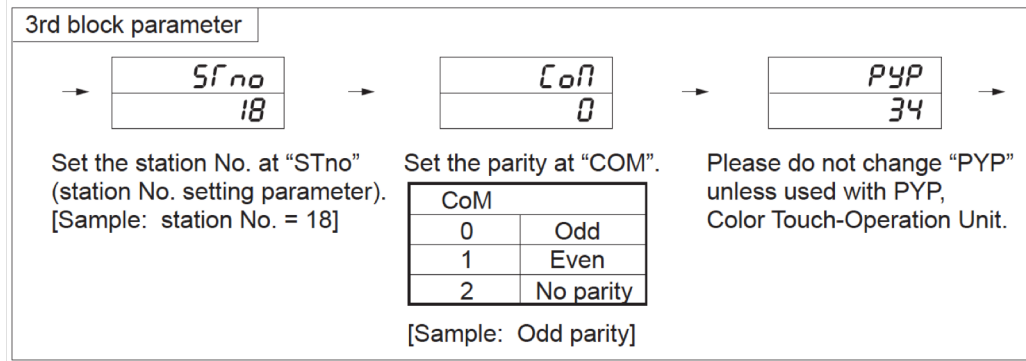 3rd block parameter
STno
18
CoM
0
PYP
34
Set the station No. at “STno”
(station No. setting parameter).
[Sample: station No. = 18]
Set the parity at “COM”.
CoM
0 Odd
1 Even
2 No parity
[Sample: Odd parity]
Please do not change “PYP”
unless used with PYP,
Color Touch-Operation Unit.